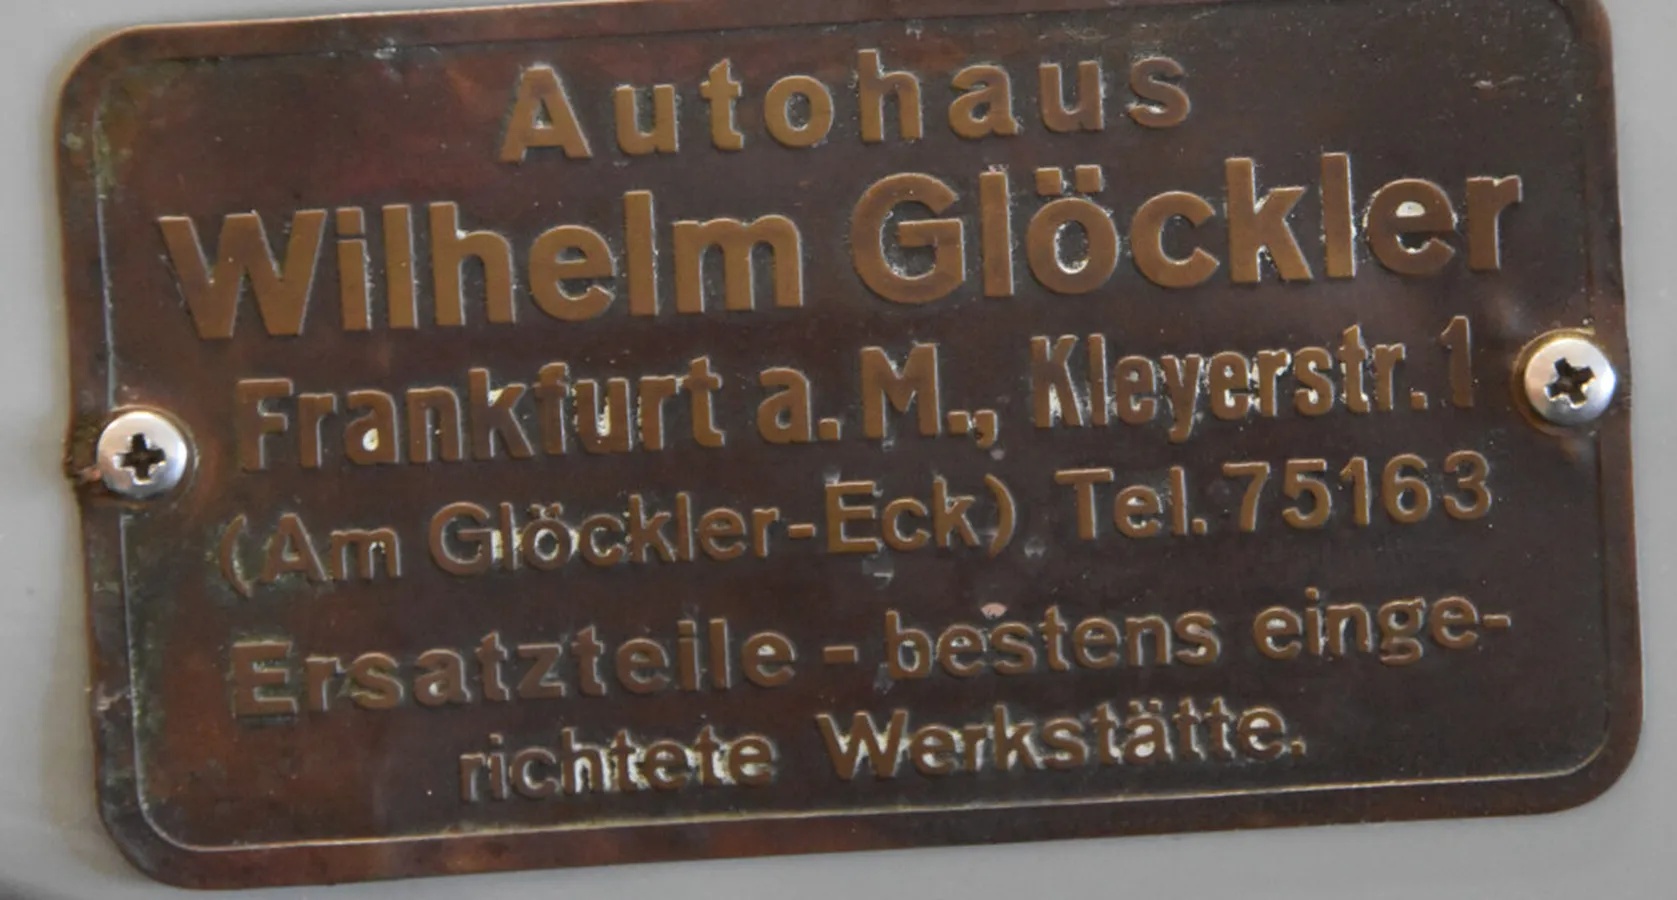 Autohaus
Wilhelm Glöckler
Frankfurt a. M., Kleyerstr. 1
(Am Glöckler-Eck) Tel. 75163
Ersatzteile - bestens einge-
richtete Werkstätte.